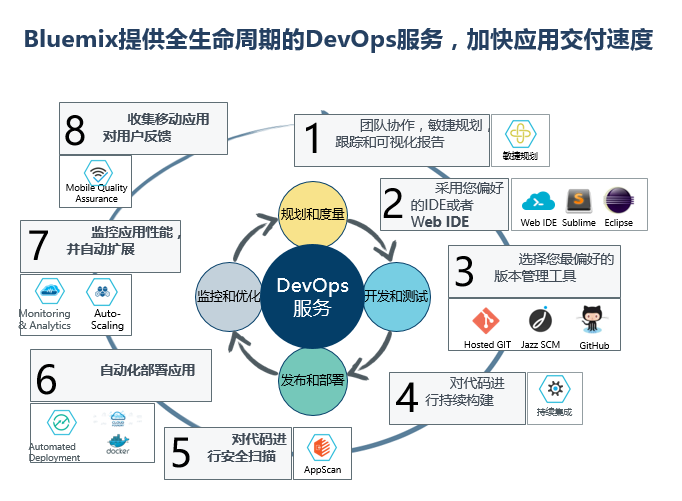 Bluemix提供全生命周期的DevOps服务，加快应用交付速度
1
团队协作，敏捷规划，
跟踪和可视化报告
敏捷规划
2
采用您偏好
的IDE或者
Web IDE
Web IDE
Sublime
Eclipse
3
选择您最偏好的
版本管理工具
Hosted GIT
Jazz SCM
GitHub
4
对代码进
行持续构建
持续集成
5
对代码进
行安全扫描
AppScan
6
自动化部署应用
Automated
Deployment
CLOUD
docker
7
监控应用性能，
并自动扩展
Monitoring
& Analytics
Auto-
Scaling
8
收集移动应用
对用户反馈
Mobile Quality
Assurance
规划和度量
开发和测试
发布和部署
监控和优化
DevOps
服务